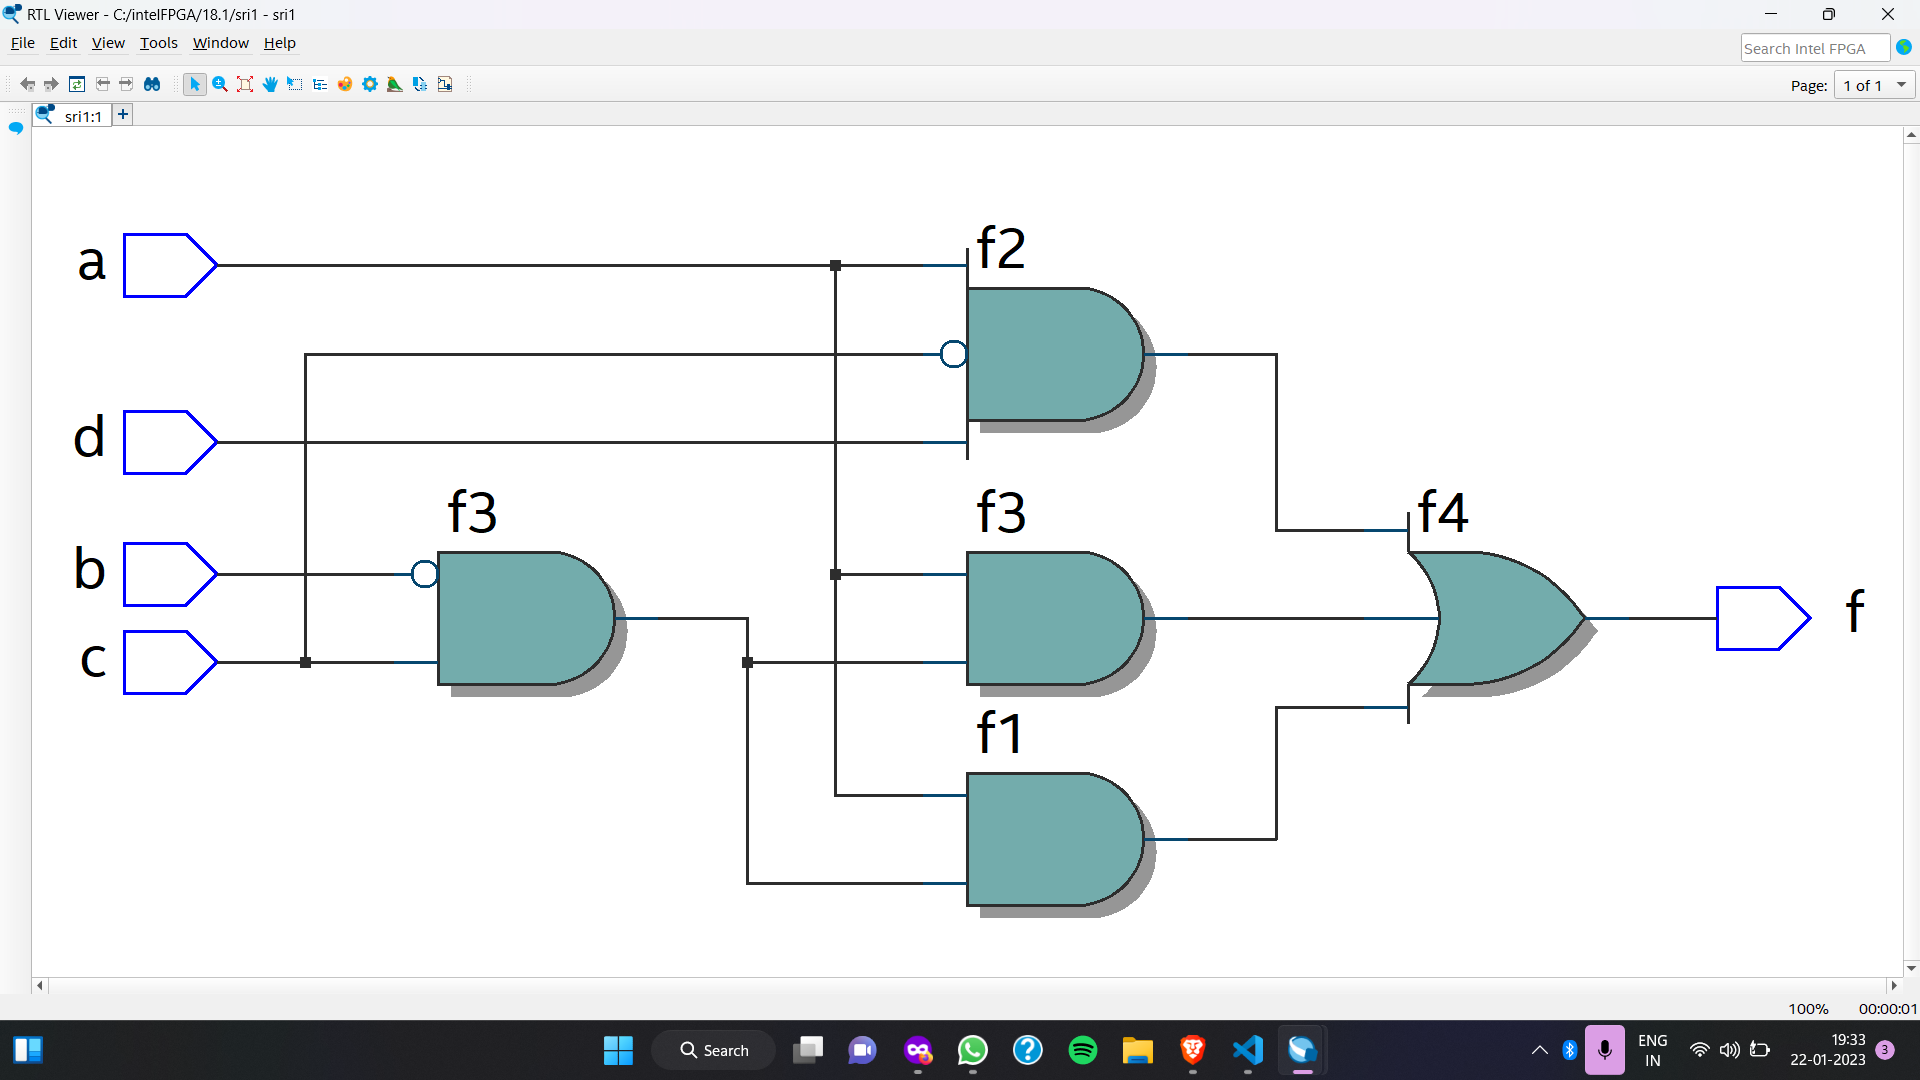 RTL Viewer - C:/intelFPGA/18.1/sri1 - sri1
File Edit View Tools Window Help
Search Intel FPGA
Page: 1 of 1
sri1:1 +
a
f2
d
f3
f3
f4
b
f
c
f1
100% 00:00:01
Search
ENG
IN
19:33
22-01-2023
3